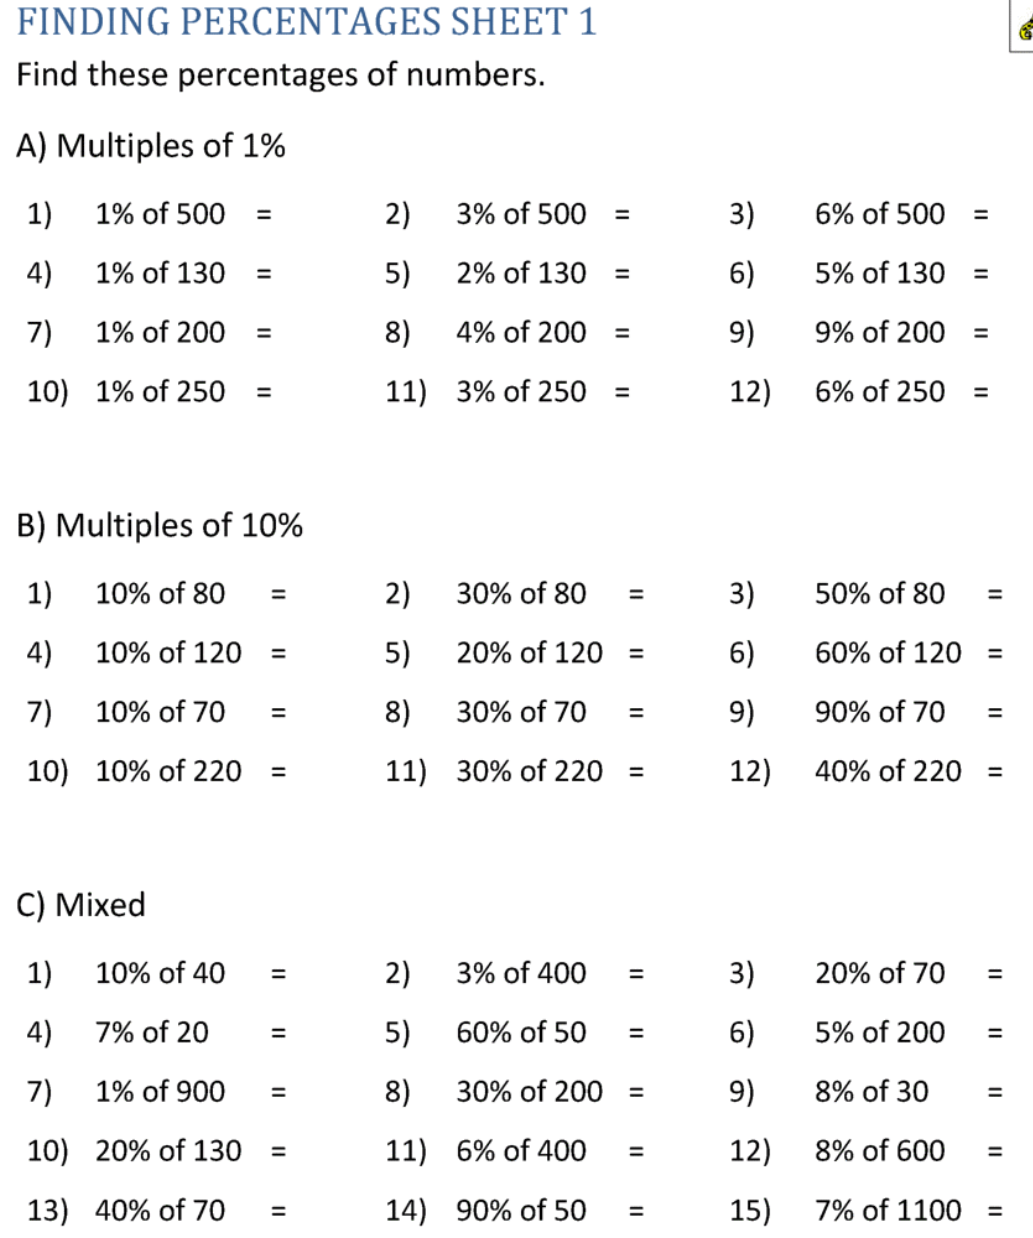 FINDING PERCENTAGES SHEET 1
Find these percentages of numbers.
A) Multiples of 1%
1) 1% of 500 = 2) 3% of 500 = 3) 6% of 500 =
4) 1% of 130 = 5) 2% of 130 = 6) 5% of 130 =
7) 1% of 200 = 8) 4% of 200 = 9) 9% of 200 =
10) 1% of 250 = 11) 3% of 250 = 12) 6% of 250 =
B) Multiples of 10%
1) 10% of 80 = 2) 30% of 80 = 3) 50% of 80 =
4) 10% of 120 = 5) 20% of 120 = 6) 60% of 120 =
7) 10% of 70 = 8) 30% of 70 = 9) 90% of 70 =
10) 10% of 220 = 11) 30% of 220 = 12) 40% of 220 =
C) Mixed
1) 10% of 40 = 2) 3% of 400 = 3) 20% of 70 =
4) 7% of 20 = 5) 60% of 50 = 6) 5% of 200 =
7) 1% of 900 = 8) 30% of 200 = 9) 8% of 30 =
10) 20% of 130 = 11) 6% of 400 = 12) 8% of 600 =
13) 40% of 70 = 14) 90% of 50 = 15) 7% of 1100 =